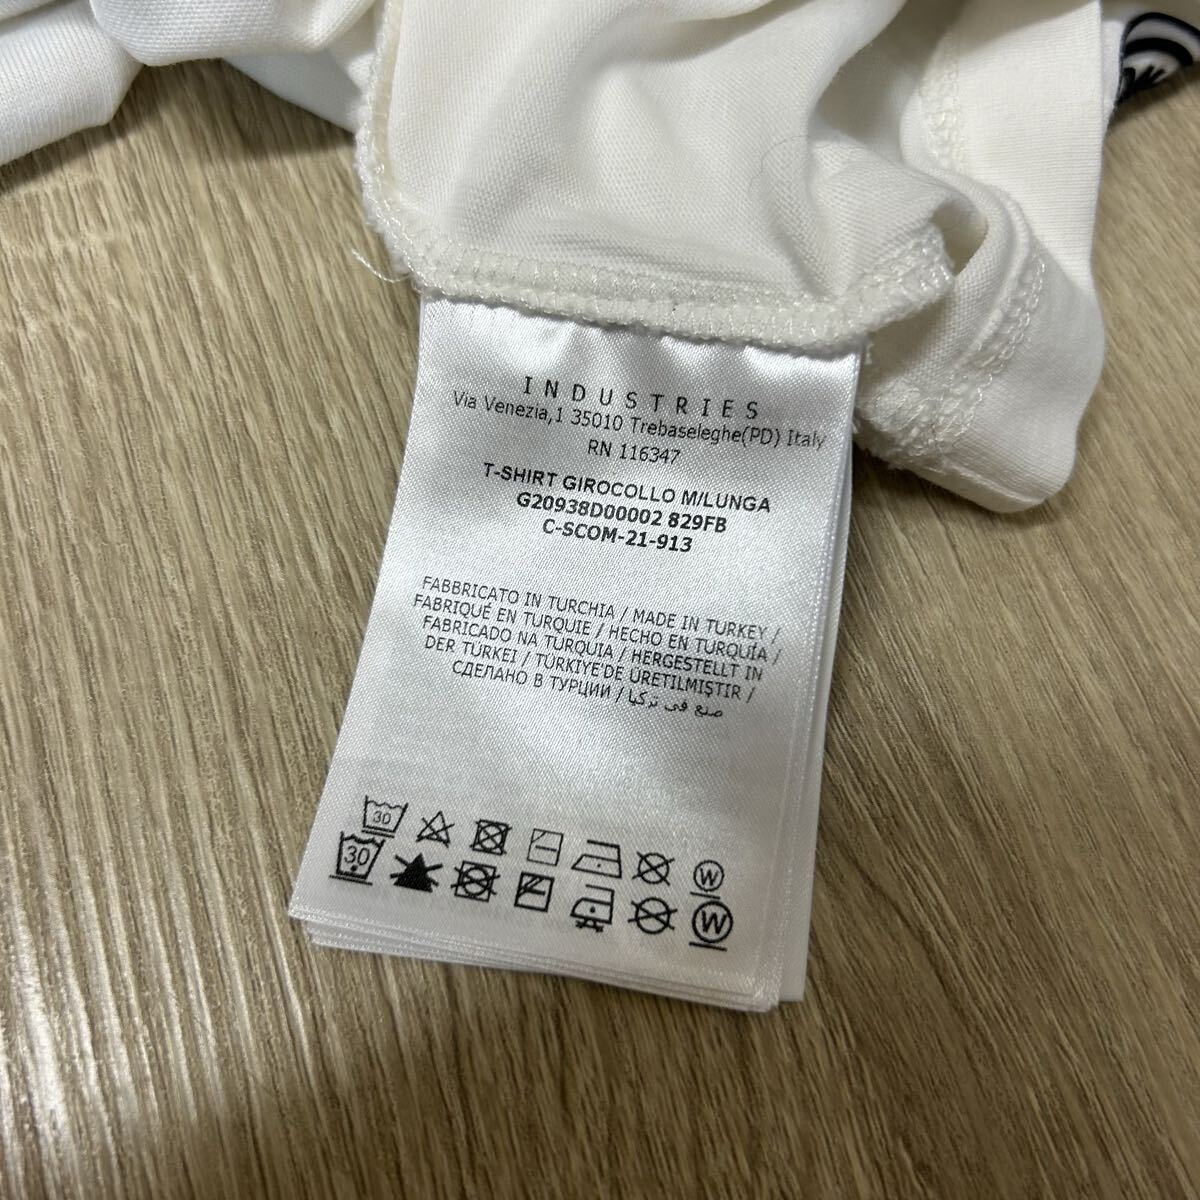 INDUSTRIES
Via Venezia,1 35010 Trebaseleghe(PD) Italy
RN 116347
T-SHIRT GIROCOLLO M/LUNGA
G20938D00002 829FB
C-SCOM-21-913
FABBRICATO IN TURCHIA / MADE IN TURKEY /
FABRIQUÉ EN TURQUIE / HECHO EN TURQUÍA /
FABRICADO NA TURQUIA / HERGESTELLT IN
DER TÜRKEI / TÜRKIYE'DE ÜRETILMIŞTIR /
СДЕЛАНО В ТУРЦИИ / صنع في تركيا
30
W
30
W